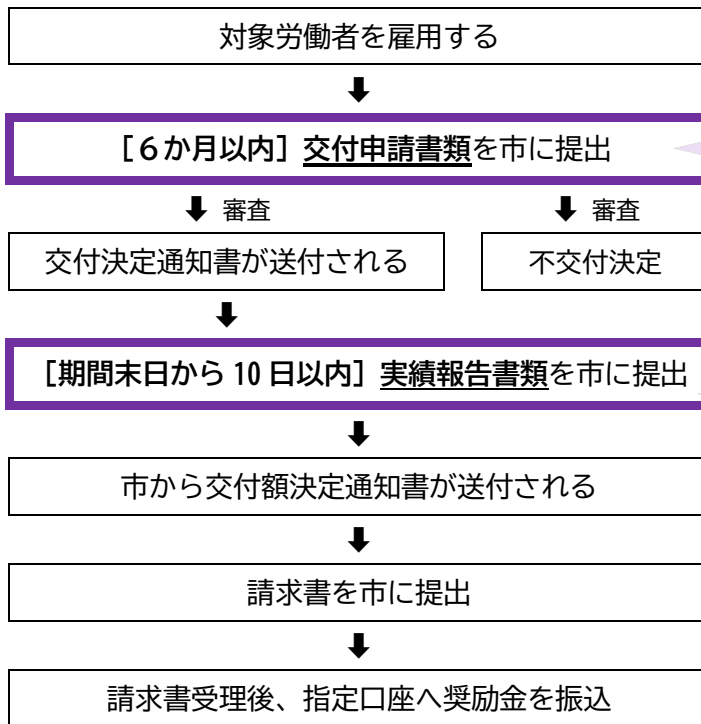 対象労働者を雇用する
⬇
［６か月以内］交付申請書類を市に提出
⬇ 審査 ⬇ 審査
交付決定通知書が送付される 不交付決定
⬇
［期間末日から 10 日以内］実績報告書類を市に提出
⬇
市から交付額決定通知書が送付される
⬇
請求書を市に提出
⬇
請求書受理後、指定口座へ奨励金を振込